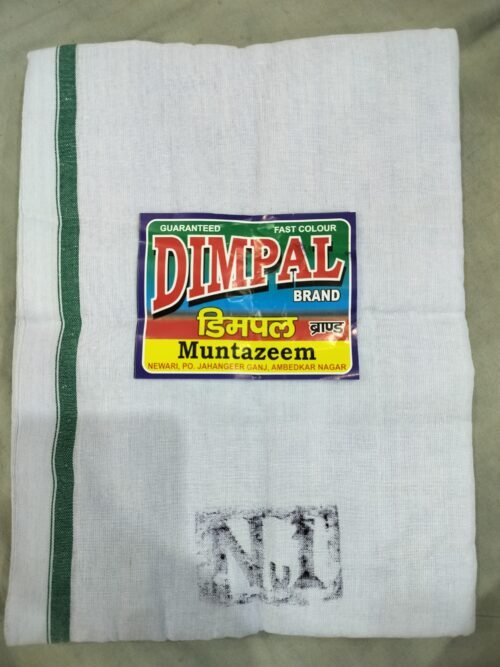 GUARANTEED FAST COLOUR
DIMPAL
BRAND
डिमपल ब्राण्ड
Muntazeem
NEWARI, PO. JAHANGEER GANJ, AMBEDKAR NAGAR